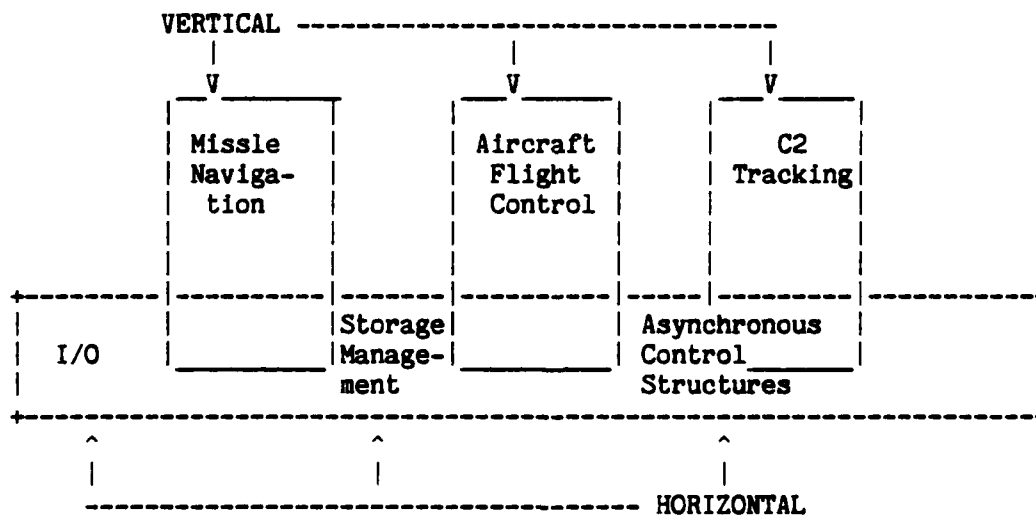 VERTICAL
V V V
Missle Aircraft C2
Naviga- Flight Tracking
tion Control
Storage Asynchronous
I/O Manage- Control
ment Structures
HORIZONTAL